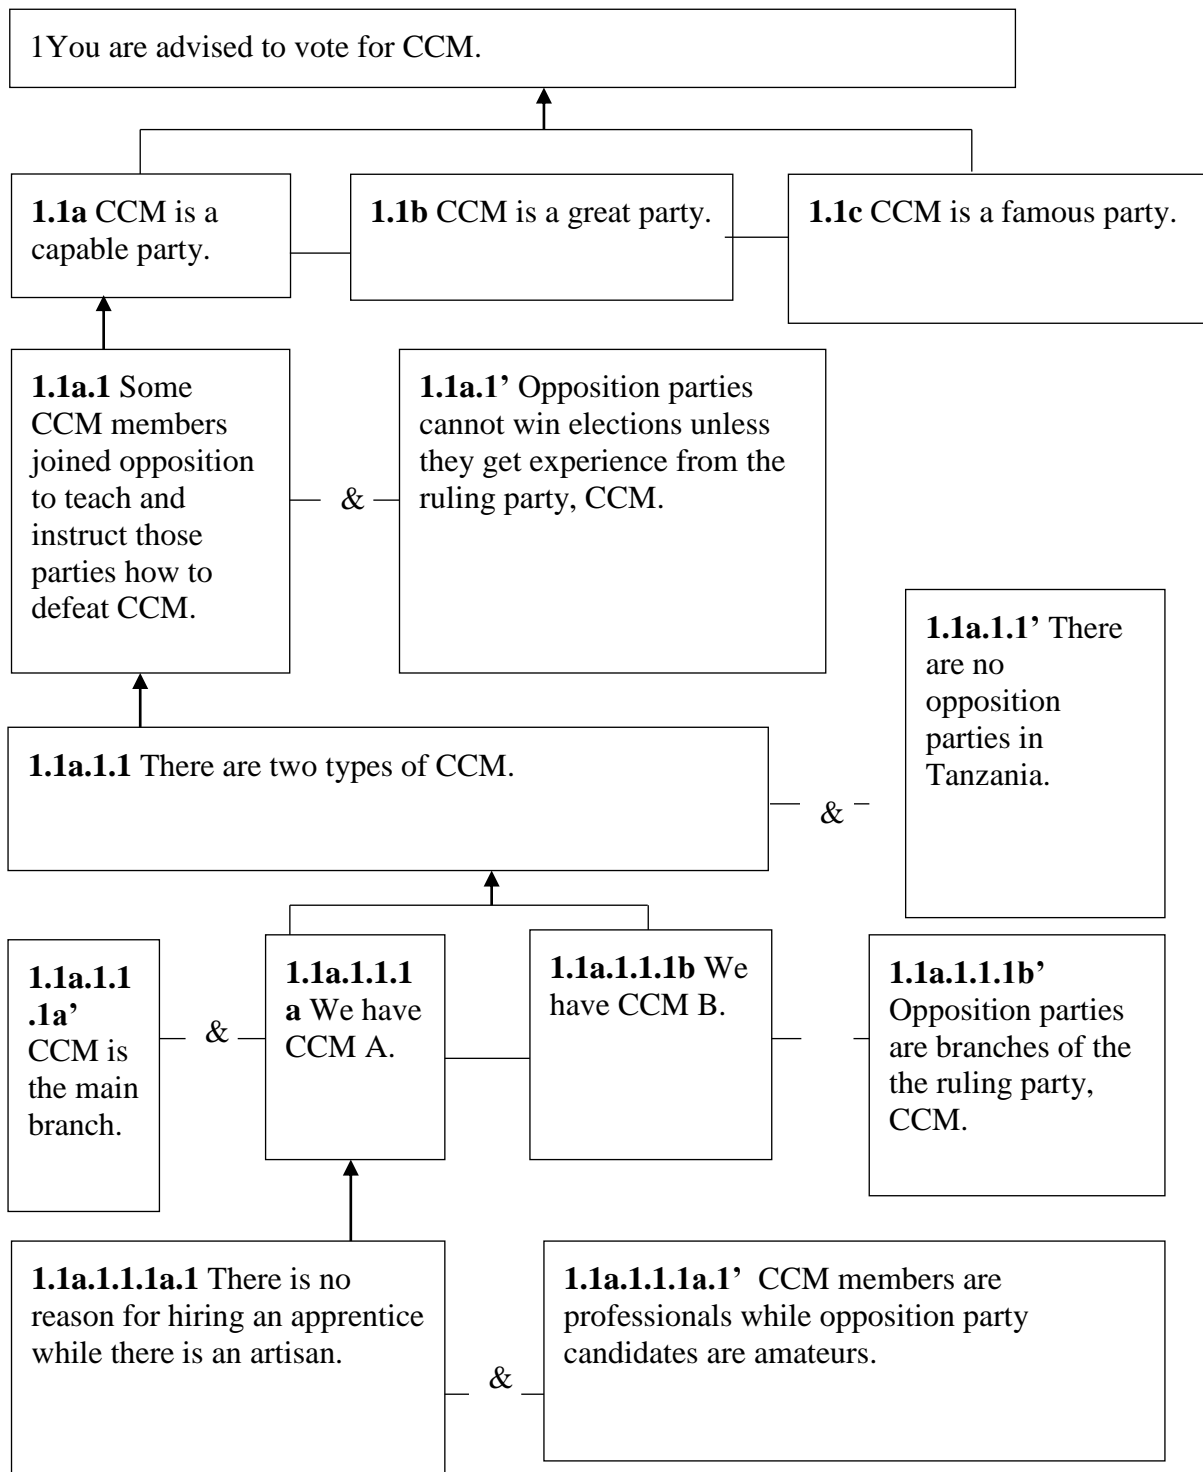 1You are advised to vote for CCM.
1.1a CCM is a
capable party.
1.1b CCM is a great party.
1.1c CCM is a famous party.
1.1a.1 Some
CCM members
joined opposition
to teach and
instruct those
parties how to
defeat CCM.
&
1.1a.1’ Opposition parties
cannot win elections unless
they get experience from the
ruling party, CCM.
1.1a.1.1 There are two types of CCM.
&
1.1a.1.1’ There
are no
opposition
parties in
Tanzania.
1.1a.1.1
.1a’
CCM is
the main
branch.
&
1.1a.1.1.1
a We have
CCM A.
1.1a.1.1.1b We
have CCM B.
1.1a.1.1.1b’
Opposition parties
are branches of the
the ruling party,
CCM.
1.1a.1.1.1a.1 There is no
reason for hiring an apprentice
while there is an artisan.
&
1.1a.1.1.1a.1’ CCM members are
professionals while opposition party
candidates are amateurs.